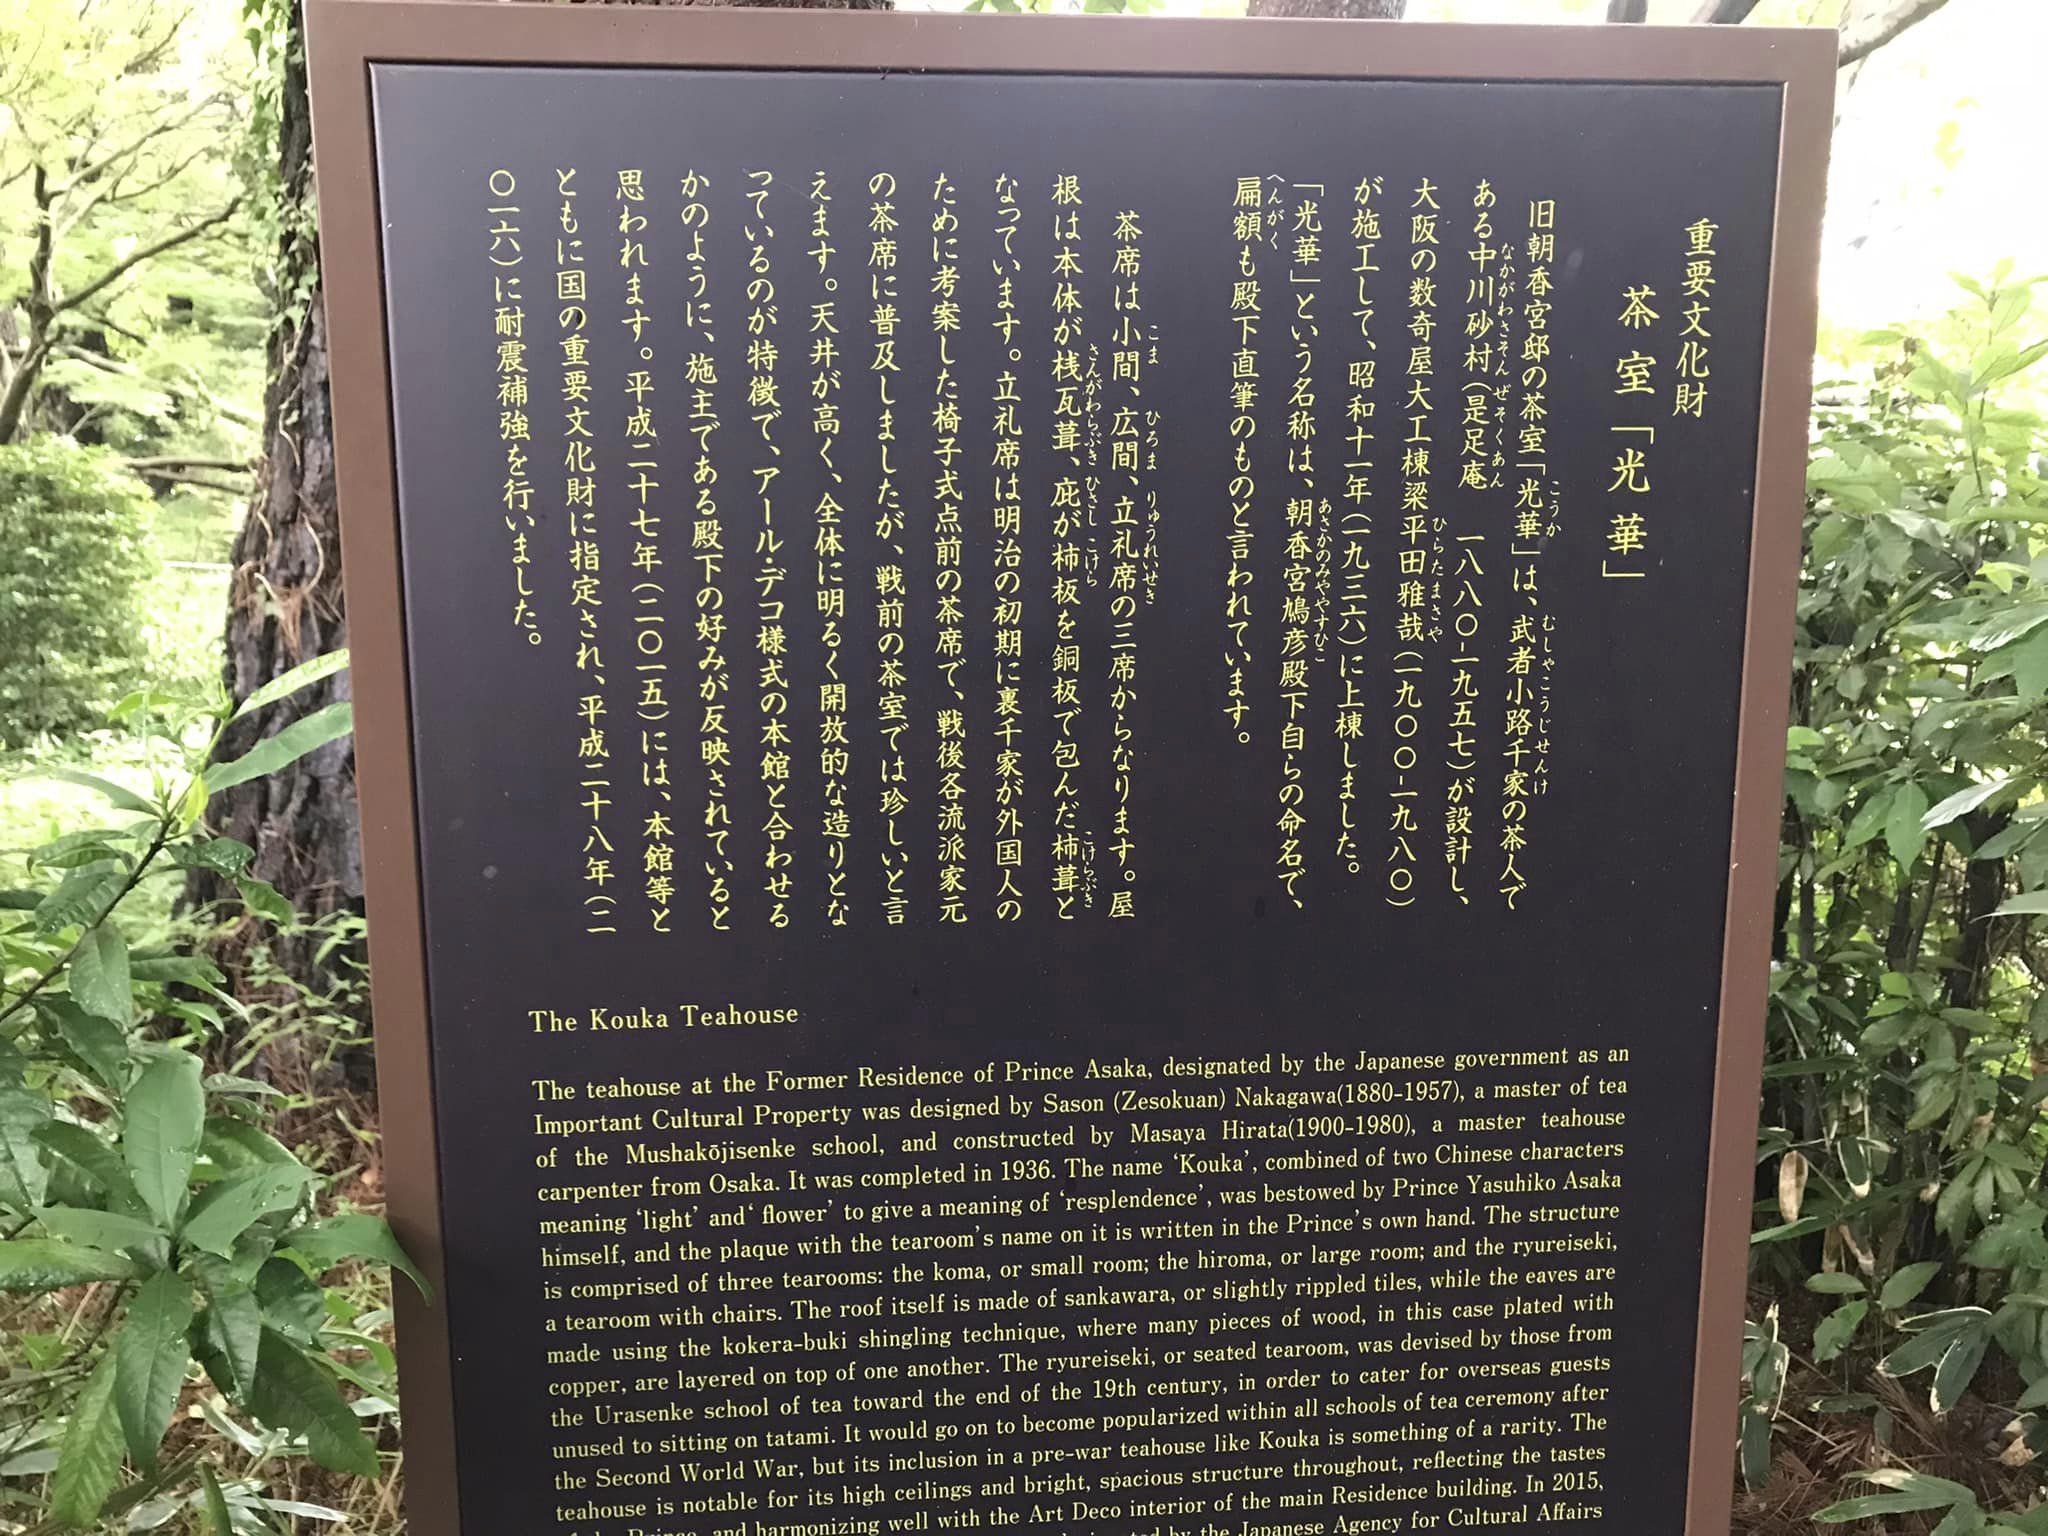 重要文化財
茶室「光華」
旧朝香宮邸の茶室「光華」は、武者小路千家の茶人で
ある中川砂村（是足庵　一八八〇-一九五七）が設計し、
大阪の数奇屋大工棟梁平田雅哉（一九〇〇-一九八〇）
が施工して、昭和十一年（一九三六）に上棟しました。
「光華」という名称は、朝香宮鳩彦殿下自らの命名で、
扁額も殿下直筆のものと言われています。
茶席は小間、広間、立礼席の三席からなります。屋
根は本体が桟瓦葺、庇が柿板を銅板で包んだ柿葺と
なっています。立礼席は明治の初期に裏千家が外国人の
ために考案した椅子式点前の茶席で、戦後各流派家元
の茶席に普及しましたが、戦前の茶室では珍しいと言
えます。天井が高く、全体に明るく開放的な造りとな
っているのが特徴で、アール・デコ様式の本館と合わせる
かのように、施主である殿下の好みが反映されていると
思われます。平成二十七年（二〇一五）には、本館等と
ともに国の重要文化財に指定され、平成二十八年（二
〇一六）に耐震補強を行いました。
The Kouka Teahouse
The teahouse at the Former Residence of Prince Asaka, designated by the Japanese government as an
Important Cultural Property was designed by Sason (Zesokuan) Nakagawa(1880-1957), a master of tea
of the Mushakōjisenke school, and constructed by Masaya Hirata(1900-1980), a master teahouse
carpenter from Osaka. It was completed in 1936. The name ‘Kouka’, combined of two Chinese characters
meaning ‘light’ and‘ flower’ to give a meaning of ‘resplendence’, was bestowed by Prince Yasuhiko Asaka
himself, and the plaque with the tearoom’s name on it is written in the Prince’s own hand. The structure
is comprised of three tearooms: the koma, or small room; the hiroma, or large room; and the ryureiseki,
a tearoom with chairs. The roof itself is made of sankawara, or slightly rippled tiles, while the eaves are
made using the kokera-buki shingling technique, where many pieces of wood, in this case plated with
copper, are layered on top of one another. The ryureiseki, or seated tearoom, was devised by those from
the Urasenke school of tea toward the end of the 19th century, in order to cater for overseas guests
unused to sitting on tatami. It would go on to become popularized within all schools of tea ceremony after
the Second World War, but its inclusion in a pre-war teahouse like Kouka is something of a rarity. The
teahouse is notable for its high ceilings and bright, spacious structure throughout, reflecting the tastes
Prince, and harmonizing well with the Art Deco interior of the main Residence building. In 2015,
by the Japanese Agency for Cultural Affairs